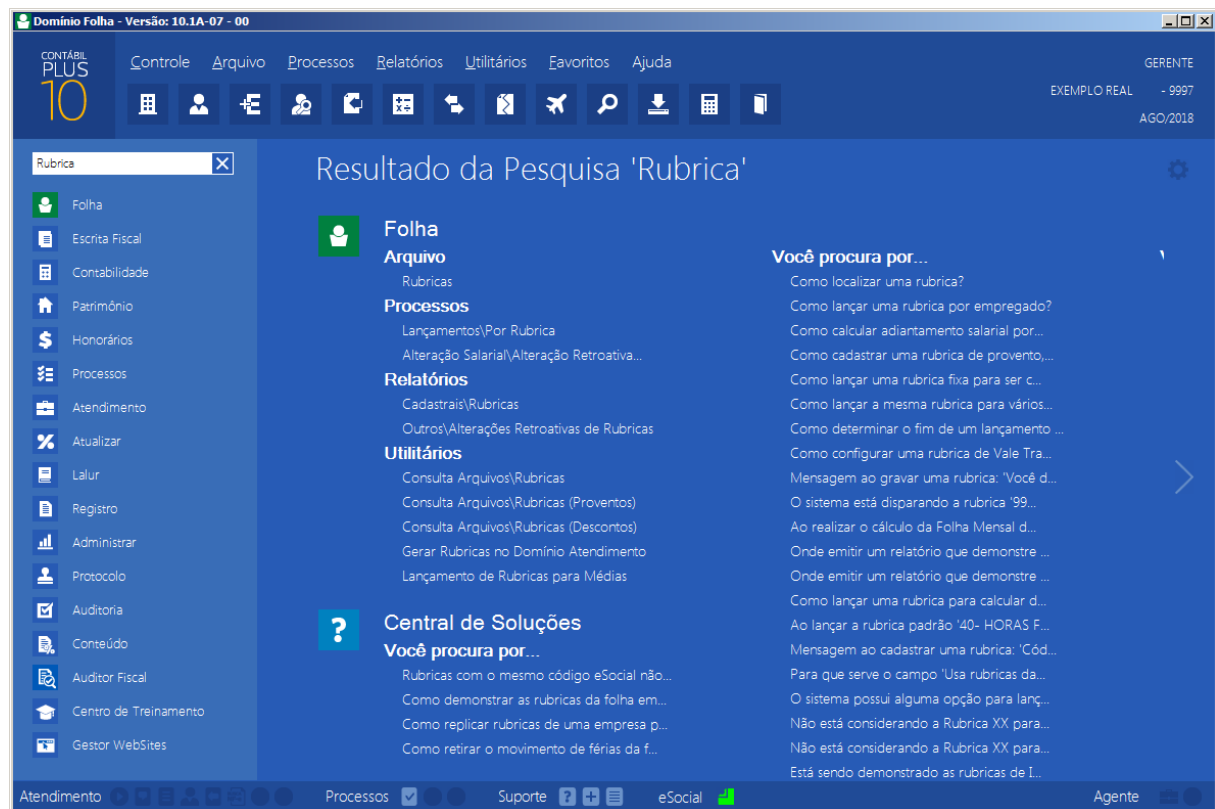 Domínio Folha - Versão: 10.1A-07 - 00
CONTÁBIL
PLUS
10
Controle Arquivo Processos Relatórios Utilitários Favoritos Ajuda
GERENTE
EXEMPLO REAL - 9997
AGO/2018
Rubrica
Folha
Escrita Fiscal
Contabilidade
Patrimônio
Honorários
Processos
Atendimento
Atualizar
Lalur
Registro
Administrar
Protocolo
Auditoria
Conteúdo
Auditor Fiscal
Centro de Treinamento
Gestor WebSites
Resultado da Pesquisa 'Rubrica'
Folha
Arquivo
Rubricas
Processos
Lançamentos\Por Rubrica
Alteração Salarial\Alteração Retroativa...
Relatórios
Cadastrais\Rubricas
Outros\Alterações Retroativas de Rubricas
Utilitários
Consulta Arquivos\Rubricas
Consulta Arquivos\Rubricas (Proventos)
Consulta Arquivos\Rubricas (Descontos)
Gerar Rubricas no Domínio Atendimento
Lançamento de Rubricas para Médias
Central de Soluções
Você procura por...
Rubricas com o mesmo código eSocial não...
Como demonstrar as rubricas da folha em...
Como replicar rubricas de uma empresa p...
Como retirar o movimento de férias da f...
Você procura por...
Como localizar uma rubrica?
Como lançar uma rubrica por empregado?
Como calcular adiantamento salarial por...
Como cadastrar uma rubrica de provento,...
Como lançar uma rubrica fixa para ser c...
Como lançar a mesma rubrica para vários...
Como determinar o fim de um lançamento ...
Como configurar uma rubrica de Vale Tra...
Mensagem ao gravar uma rubrica: 'Você d...
O sistema está disparando a rubrica '99...
Ao realizar o cálculo da Folha Mensal d...
Onde emitir um relatório que demonstre ...
Onde emitir um relatório que demonstre ...
Como lançar uma rubrica para calcular d...
Ao lançar a rubrica padrão '40- HORAS F...
Mensagem ao cadastrar uma rubrica: 'Cód...
Para que serve o campo 'Usa rubricas da...
O sistema possui alguma opção para lanç...
Não está considerando a Rubrica XX para...
Não está considerando a Rubrica XX para...
Está sendo demonstrado as rubricas de I...
Atendimento Processos Suporte eSocial Agente